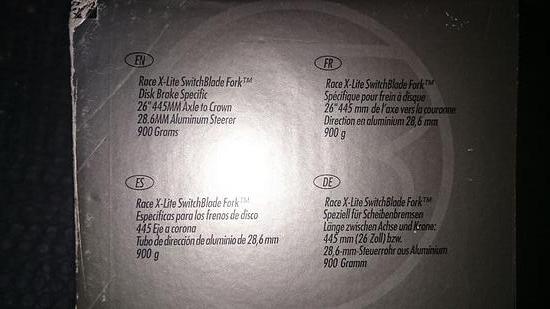 EN
Race X-Lite SwitchBlade Fork™
Disk Brake Specific
26" 445MM Axle to Crown
28,6MM Aluminum Steerer
900 Grams
FR
Race X-Lite SwitchBlade Fork™
Spécifique pour frein à disque
26" 445 mm de l'axe vers la couronne
Direction en aluminium 28,6 mm
900 g
ES
Race X-Lite SwitchBlade Fork™
Especificas para los frenos de disco
445 Eje a corona
Tubo de dirección de aluminio de 28,6 mm
900 g
DE
Race X-Lite SwitchBlade Fork™
Speziell für Scheibenbremsen
Länge zwischen Achse und Krone:
445 mm (26 Zoll) bzw.
28,6-mm-Steuerrohr aus Aluminium
900 Gramm